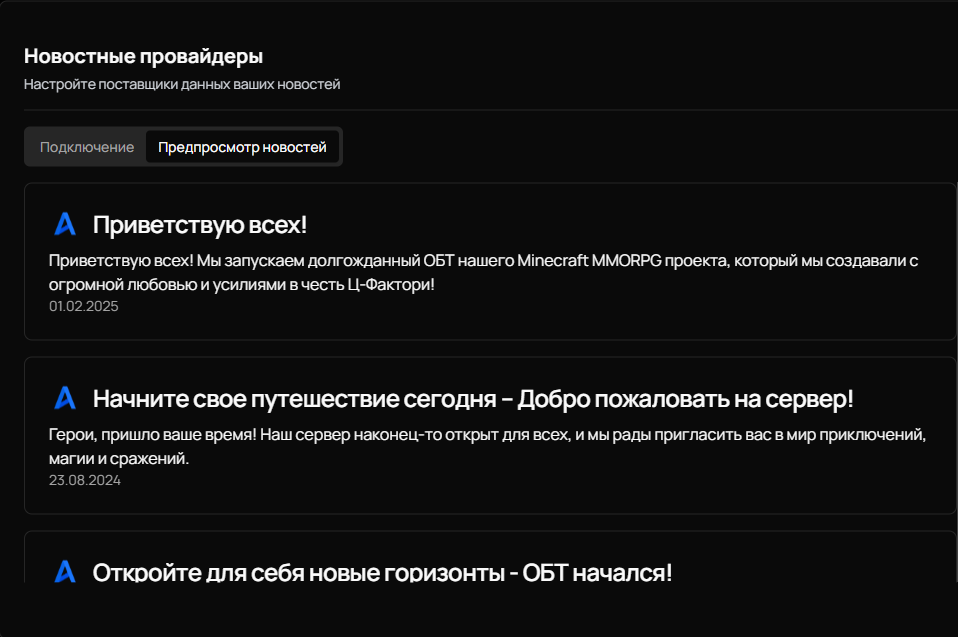 Новостные провайдеры
Настройте поставщики данных ваших новостей
Подключение
Предпросмотр новостей
Приветствую всех!
Приветствую всех! Мы запускаем долгожданный ОБТ нашего Minecraft MMORPG проекта, который мы создавали с
огромной любовью и усилиями в честь Ц-Фактори!
01.02.2025
Начните свое путешествие сегодня – Добро пожаловать на сервер!
Герои, пришло ваше время! Наш сервер наконец-то открыт для всех, и мы рады пригласить вас в мир приключений,
магии и сражений.
23.08.2024
Откройте для себя новые горизонты - ОБТ начался!